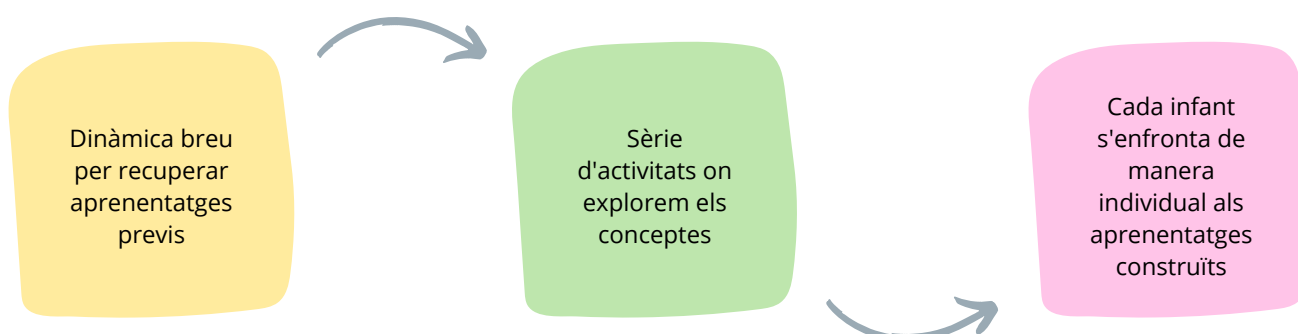 Dinàmica breu
per recuperar
aprenentatges
previs
Sèrie
d'activitats on
explorem els
conceptes
Cada infant
s'enfronta de
manera
individual als
aprenentatges
construïts